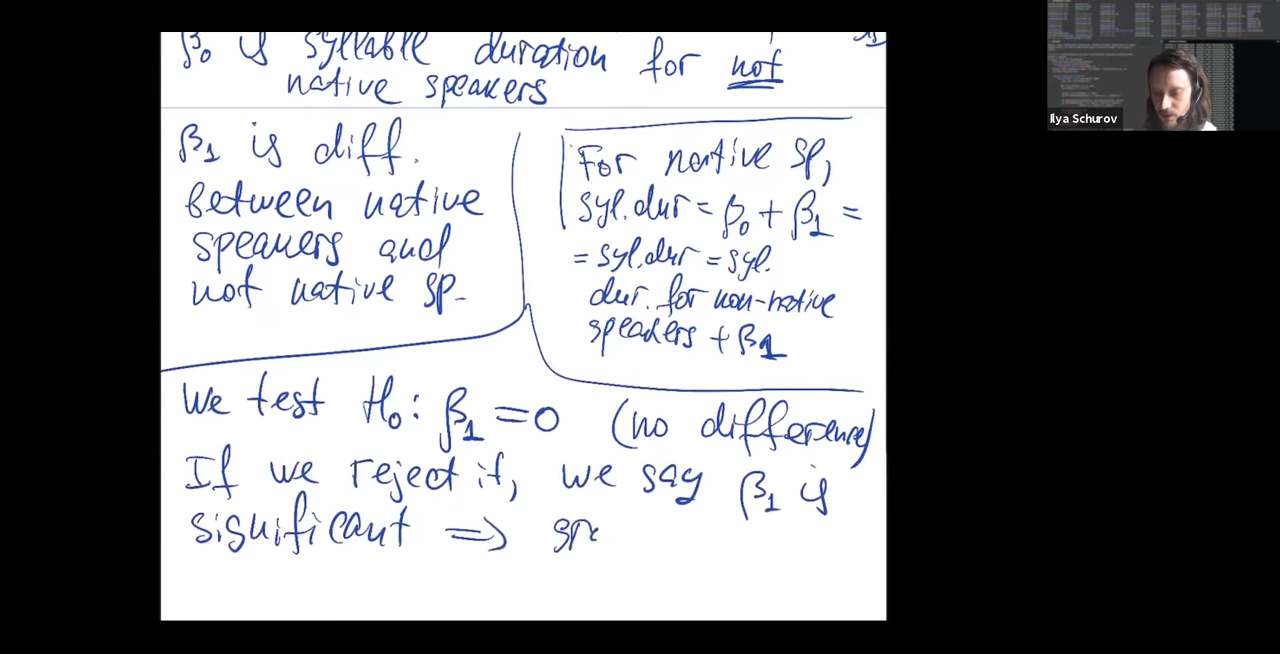 β₀ is syllable duration for not
native speakers
β₁ is diff.
between native
speakers and
not native sp.
For native sp,
syl.dur = β₀ + β₁ =
= syl.dur = syl.
dur. for non-native
speakers + β₁
We test H₀: β₁ = 0 (no difference)
If we reject it, we say β₁ is
significant ⇒
Ilya Schurov